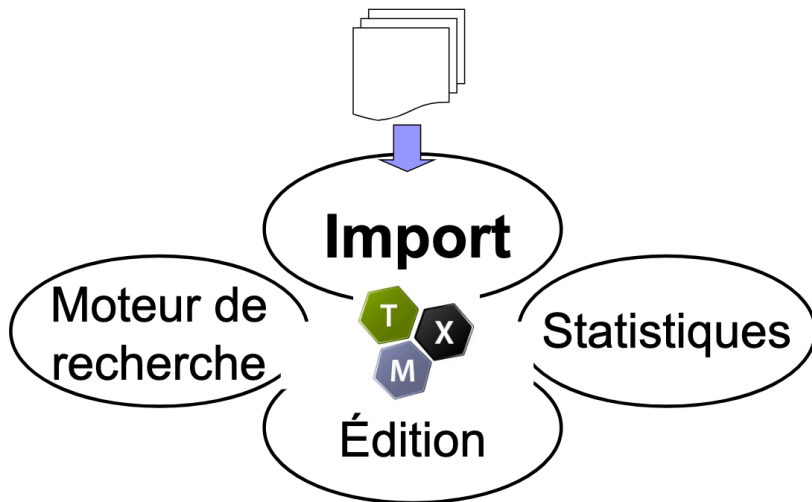 Import
Moteur de
recherche
T
X
M
Statistiques
Édition